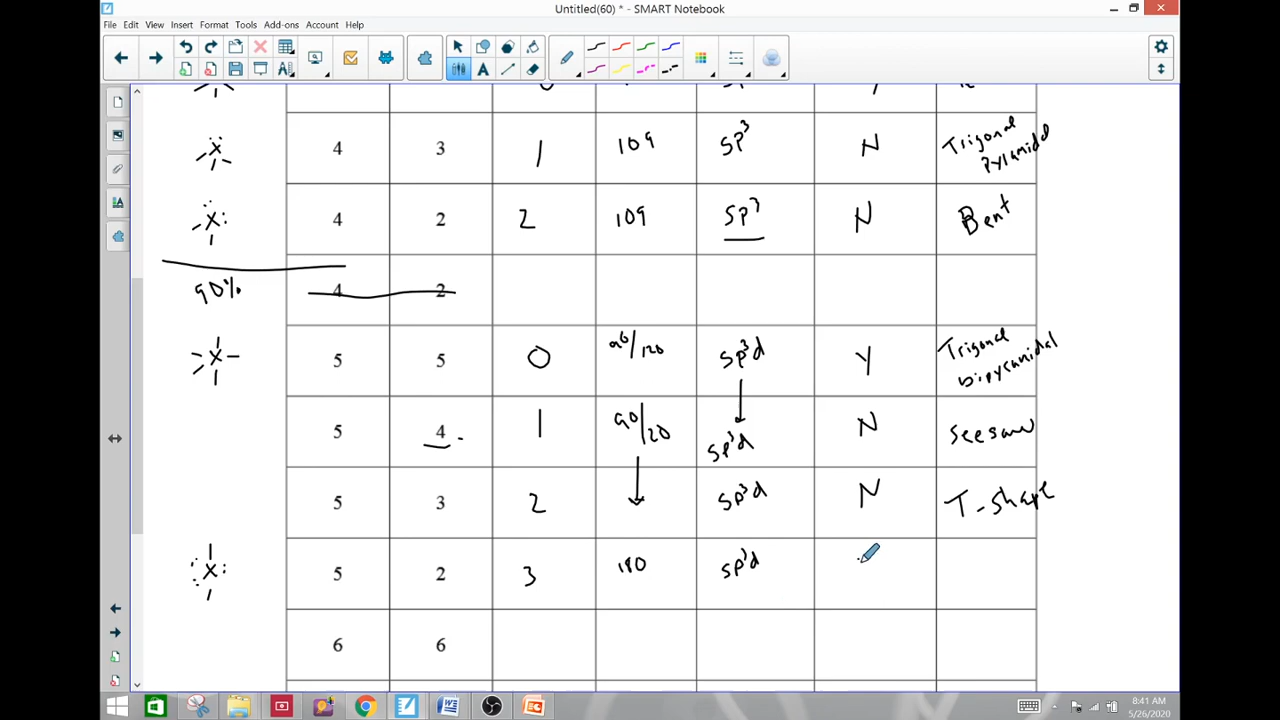 Untitled(60) * - SMART Notebook
File Edit View Insert Format Tools Add-ons Account Help
4 3 1 109 sp3 N Trigonal
pyramidal
4 2 2 109 sp3 N Bent
90% 4 2
5 5 0 90/120 sp3d Y Trigonal
bipyramidal
5 4 1 90/120 sp3d N Seesaw
5 3 2 sp3d N T-shape
X 5 2 3 180 sp3d
6 6
8:41 AM
5/26/2020